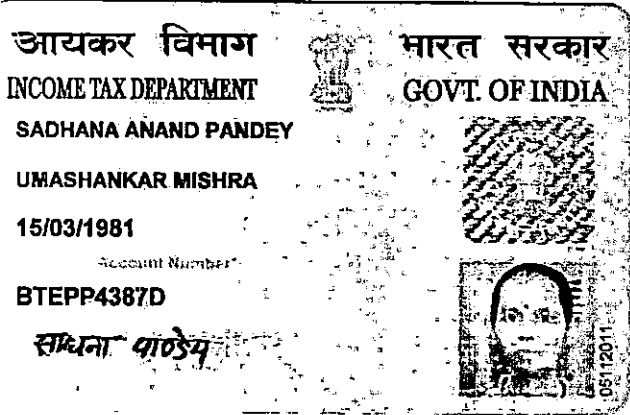 आयकर विभाग
भारत सरकार
INCOME TAX DEPARTMENT
GOVT. OF INDIA
SADHANA ANAND PANDEY
UMASHANKAR MISHRA
15/03/1981
Account Number
BTEPP4387D
साधना पाण्डेय
05112011